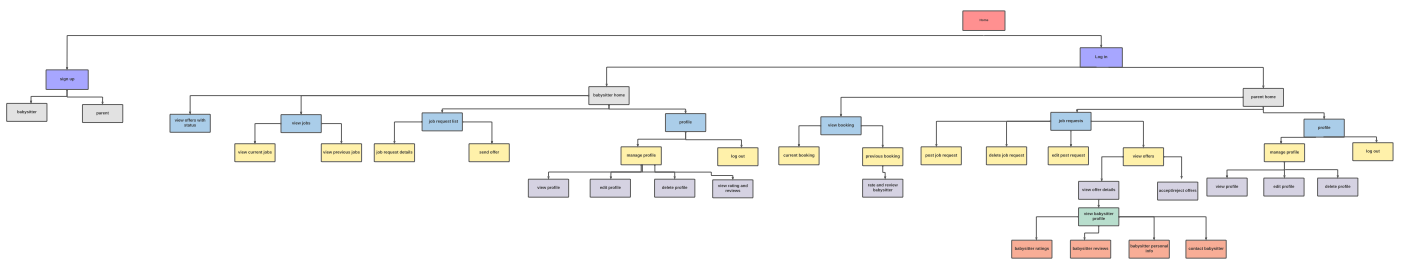 Log in
sign up
babysitter home
parent home
babysitter
parent
view offers with
status
view jobs
job request list
profile
view booking
job requests
profile
view current jobs
view previous jobs
job request details
send offer
manage profile
log out
current booking
previous booking
post job request
delete job request
edit post request
view offers
manage profile
log out
view profile
edit profile
delete profile
view rating and
reviews
rate and review
babysitter
view offer details
accept/reject offers
view profile
edit profile
delete profile
view babysitter
profile
babysitter ratings
babysitter reviews
babysitter personal
info
contact babysitter